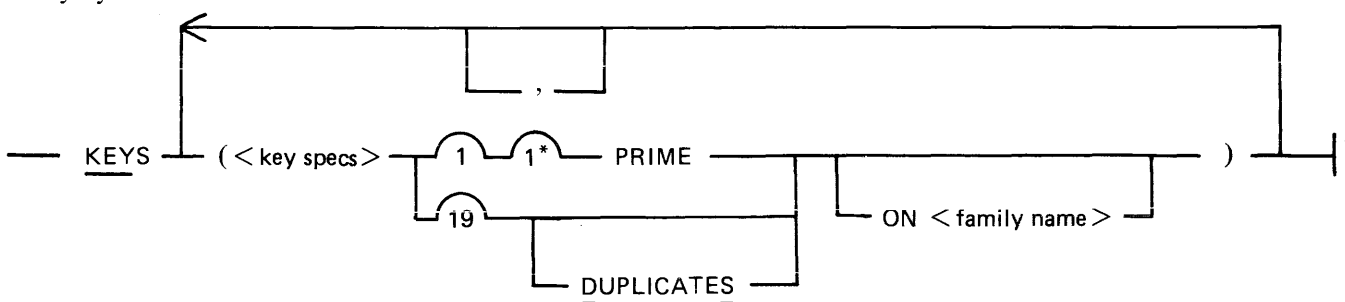 ,
KEYS (<key specs> 1 1* PRIME )
19 ON <family name>
DUPLICATES